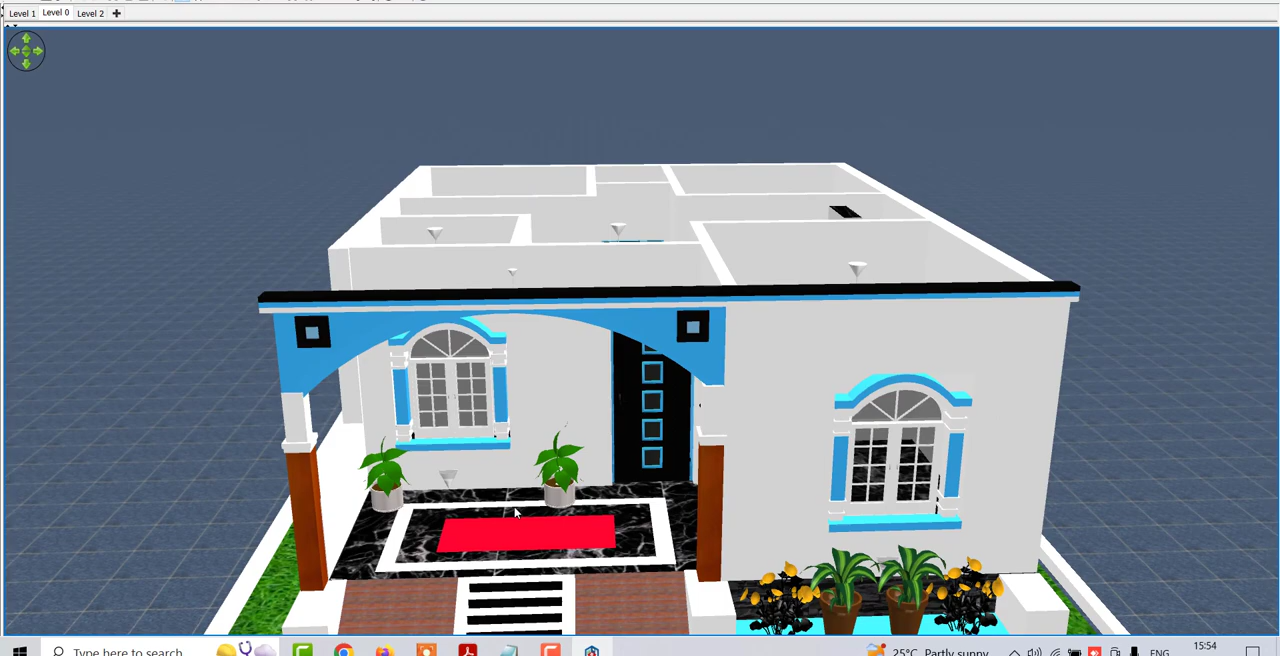 Level 1 Level 0 Level 2
Type here to search
25°C Partly sunny ENG 15:54